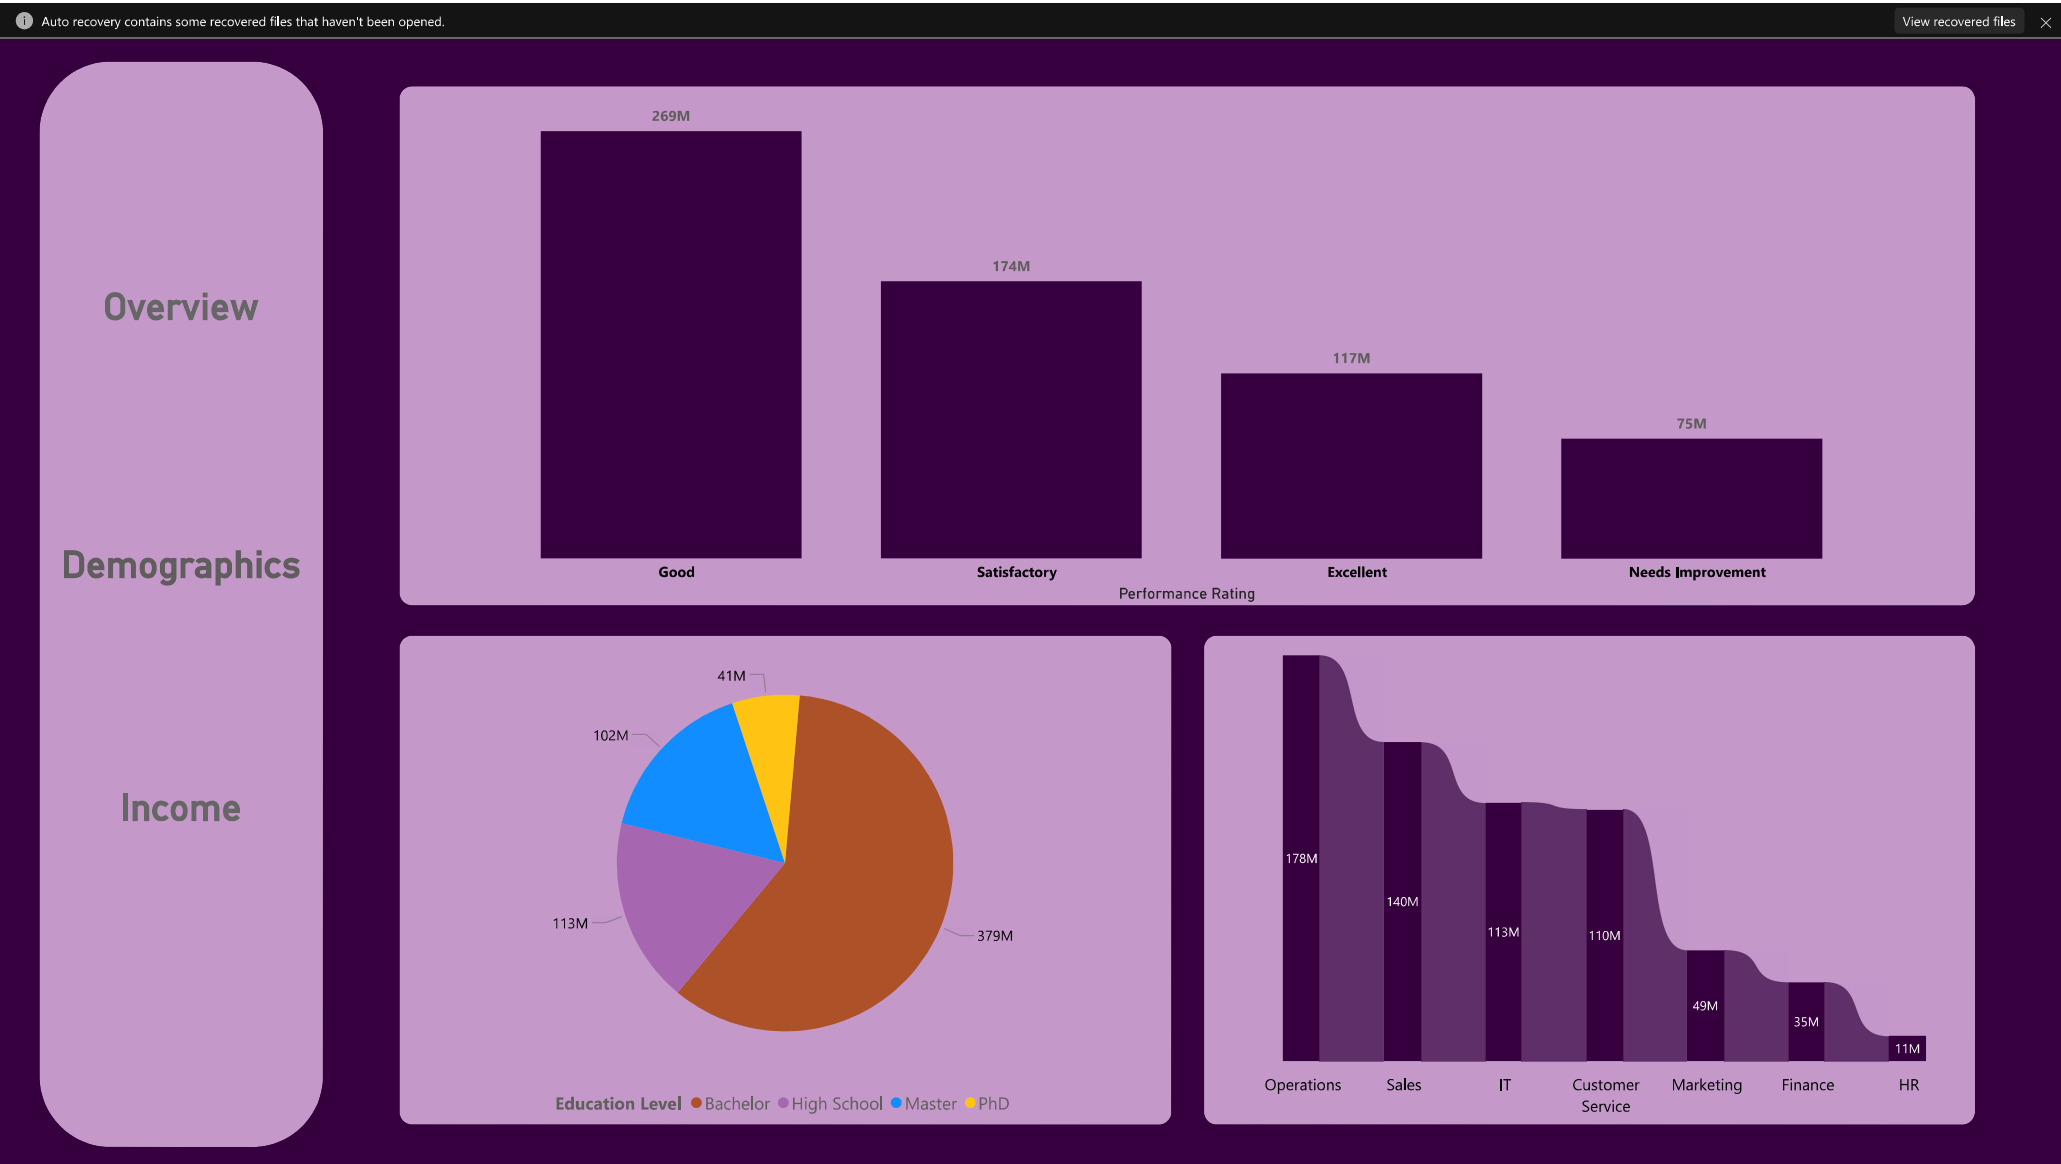 Auto recovery contains some recovered files that haven't been opened.
View recovered files
Overview
Demographics
Income
269M
174M
117M
75M
Good Satisfactory Excellent Needs Improvement
Performance Rating
41M
102M
113M
379M
Education Level Bachelor High School Master PhD
178M
140M
113M
110M
49M
35M
11M
Operations Sales IT Customer Marketing Finance HR
Service